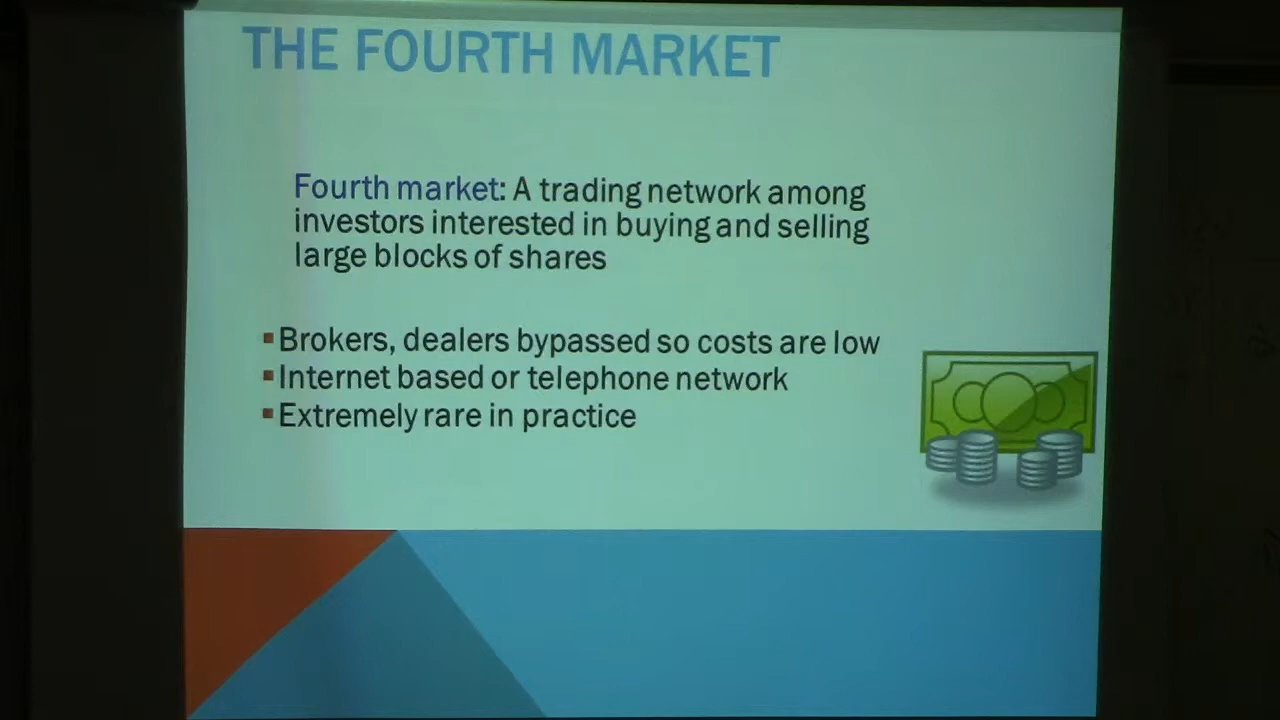 THE FOURTH MARKET
Fourth market: A trading network among
investors interested in buying and selling
large blocks of shares
▪Brokers, dealers bypassed so costs are low
▪Internet based or telephone network
▪Extremely rare in practice